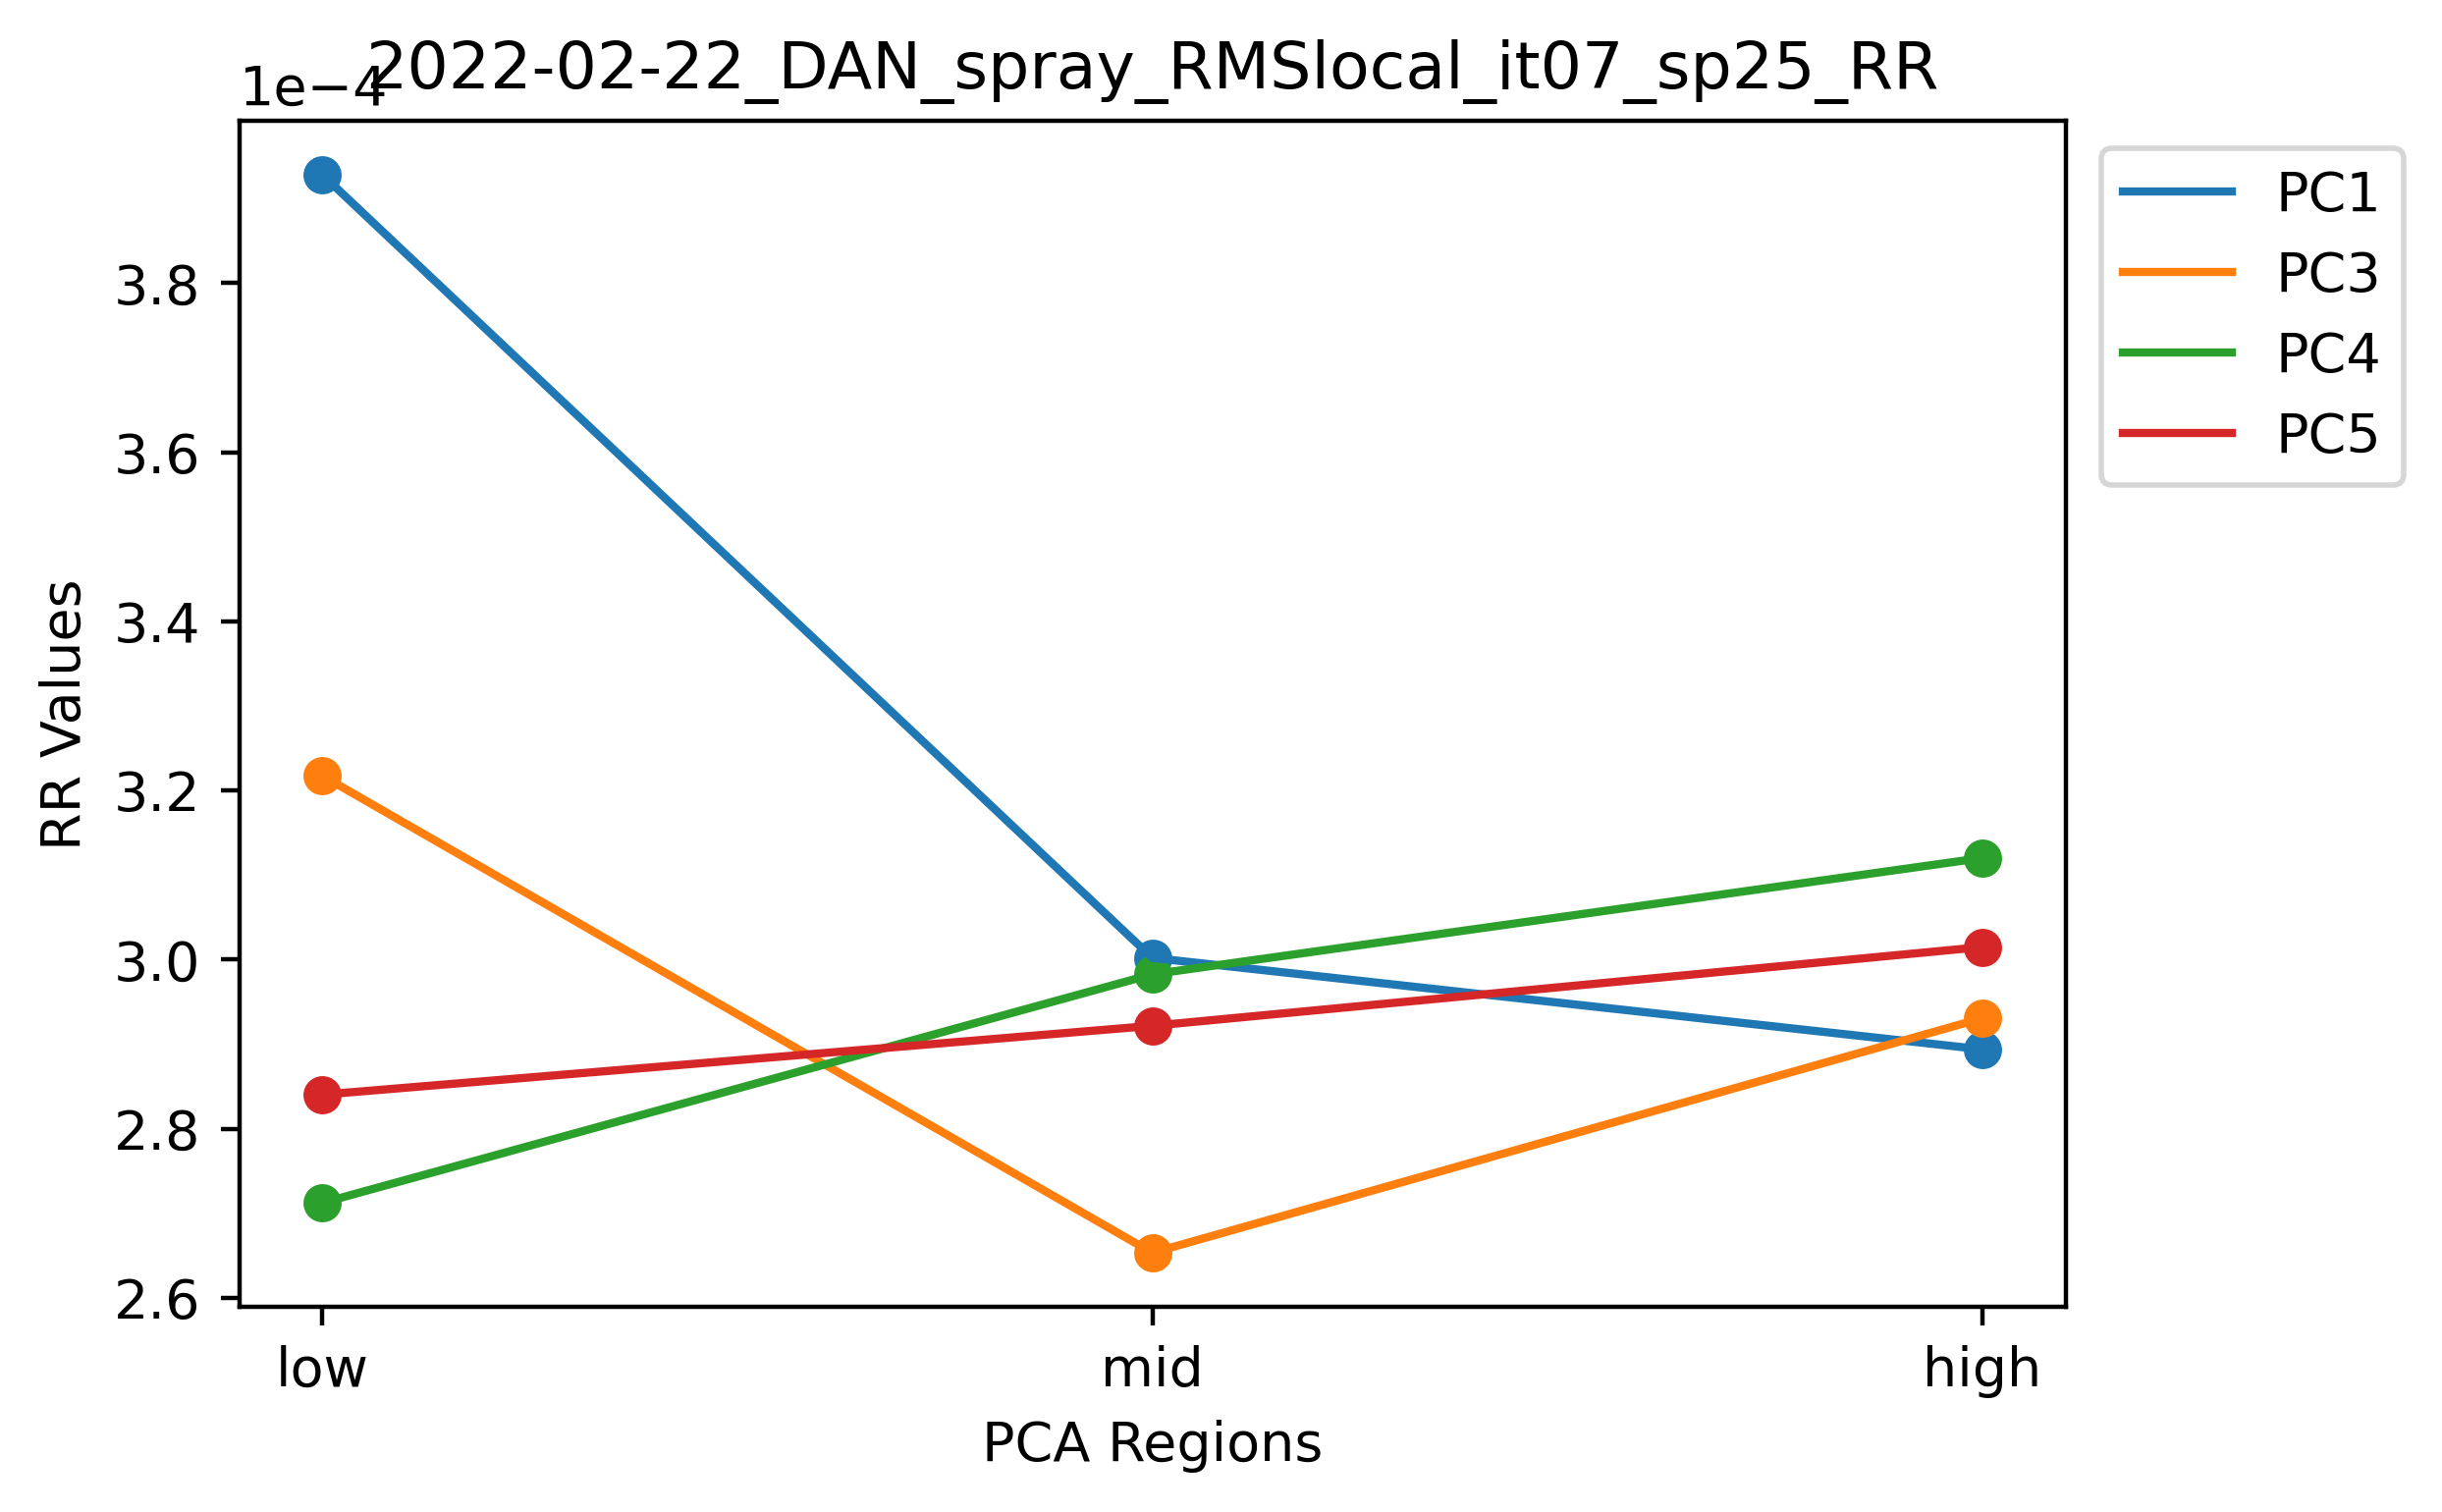 2022-02-22_DAN_spray_RMSlocal_it07_sp25_RR
1e−4
PC1
PC3
PC4
PC5
3.8
3.6
3.4
3.2
3.0
2.8
2.6
RR Values
low mid high
PCA Regions